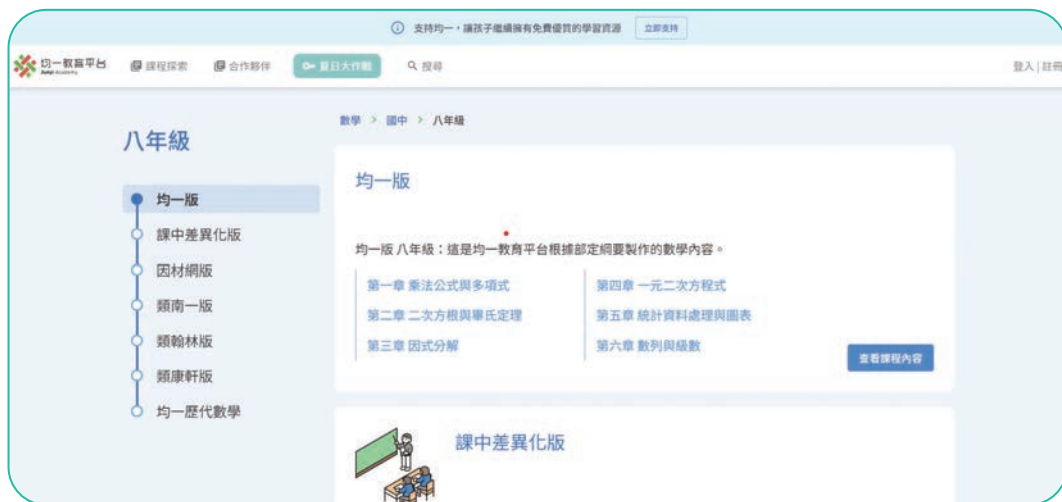 支持均一，讓孩子繼續擁有免費優質的學習資源 立即支持
均一教育平台 課程探索 合作夥伴 夏日大作戰 搜尋 登入 | 註冊
Junyi Academy
八年級
均一版
課中差異化版
因材網版
類南一版
類翰林版
類康軒版
均一歷代數學
數學 > 國中 > 八年級
均一版
均一版 八年級：這是均一教育平台根據部定綱要製作的數學內容。
第一章 乘法公式與多項式
第二章 二次方根與畢氏定理
第三章 因式分解
第四章 一元二次方程式
第五章 統計資料處理與圖表
第六章 數列與級數
查看課程內容
課中差異化版